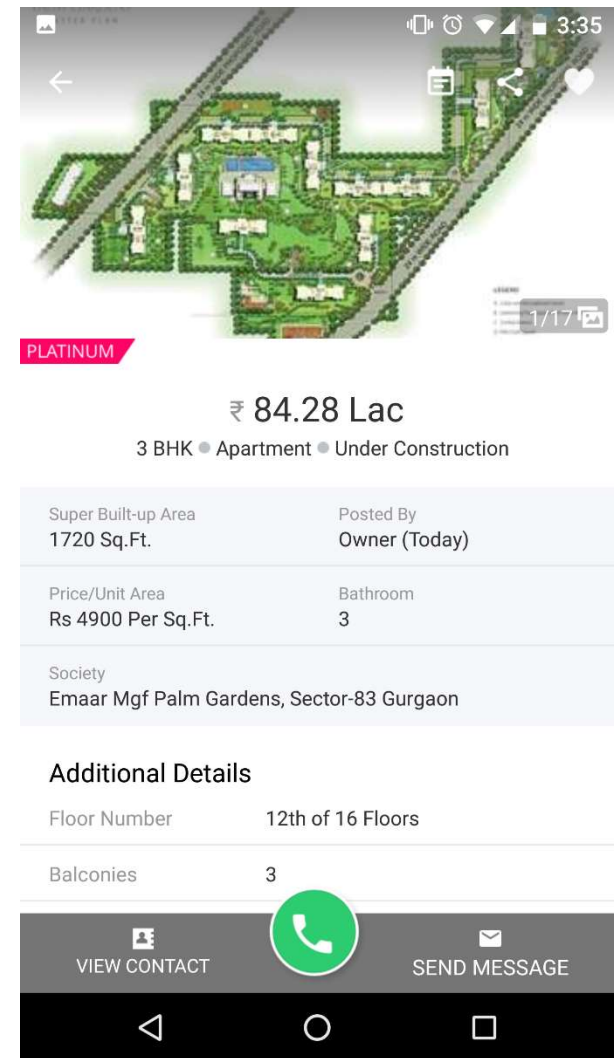 3:35
1/17
PLATINUM
₹ 84.28 Lac
3 BHK ● Apartment ● Under Construction
Super Built-up Area Posted By
1720 Sq.Ft. Owner (Today)
Price/Unit Area Bathroom
Rs 4900 Per Sq.Ft. 3
Society
Emaar Mgf Palm Gardens, Sector-83 Gurgaon
Additional Details
Floor Number 12th of 16 Floors
Balconies 3
VIEW CONTACT SEND MESSAGE